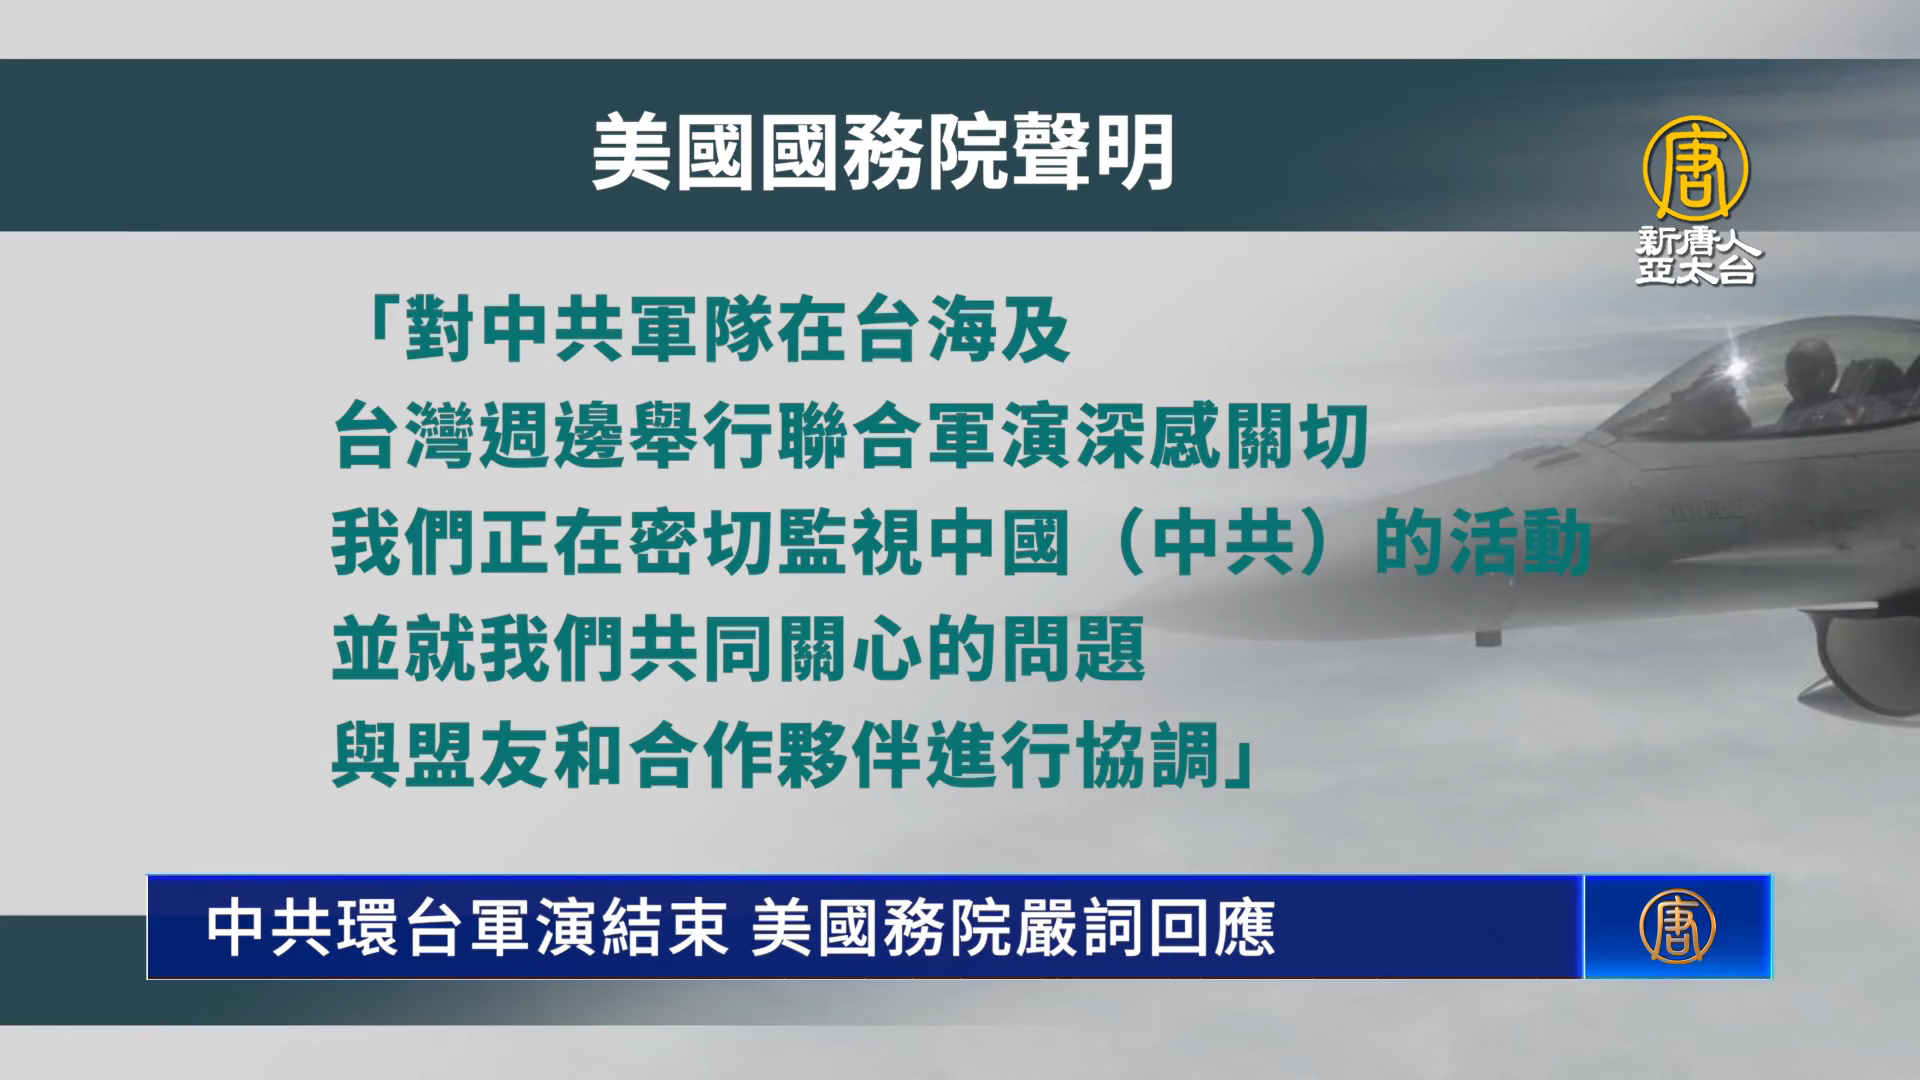 美國國務院聲明
唐
新唐人
亞太台
「對中共軍隊在台海及
台灣週邊舉行聯合軍演深感關切
我們正在密切監視中國（中共）的活動
並就我們共同關心的問題
與盟友和合作夥伴進行協調」
中共環台軍演結束 美國務院嚴詞回應
唐